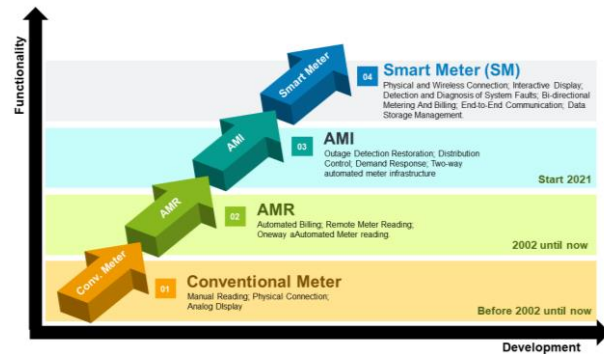 Functionality
Smart Meter
04
Smart Meter (SM)
Physical and Wireless Connection; Interactive Display;
Detection and Diagnosis of System Faults; Bi-directional
Metering And Billing; End-to-End Communication; Data
Storage Management.
AMI
03
AMI
Outage Detection Restoration; Distribution
Control; Demand Response; Two-way
automated meter infrastructure
Start 2021
AMR
02
AMR
Automated Billing; Remote Meter Reading;
Oneway aAutomated Meter reading
2002 until now
Conv. Meter
01
Conventional Meter
Manual Reading; Physical Connection;
Analog DIsplay
Before 2002 until now
Development